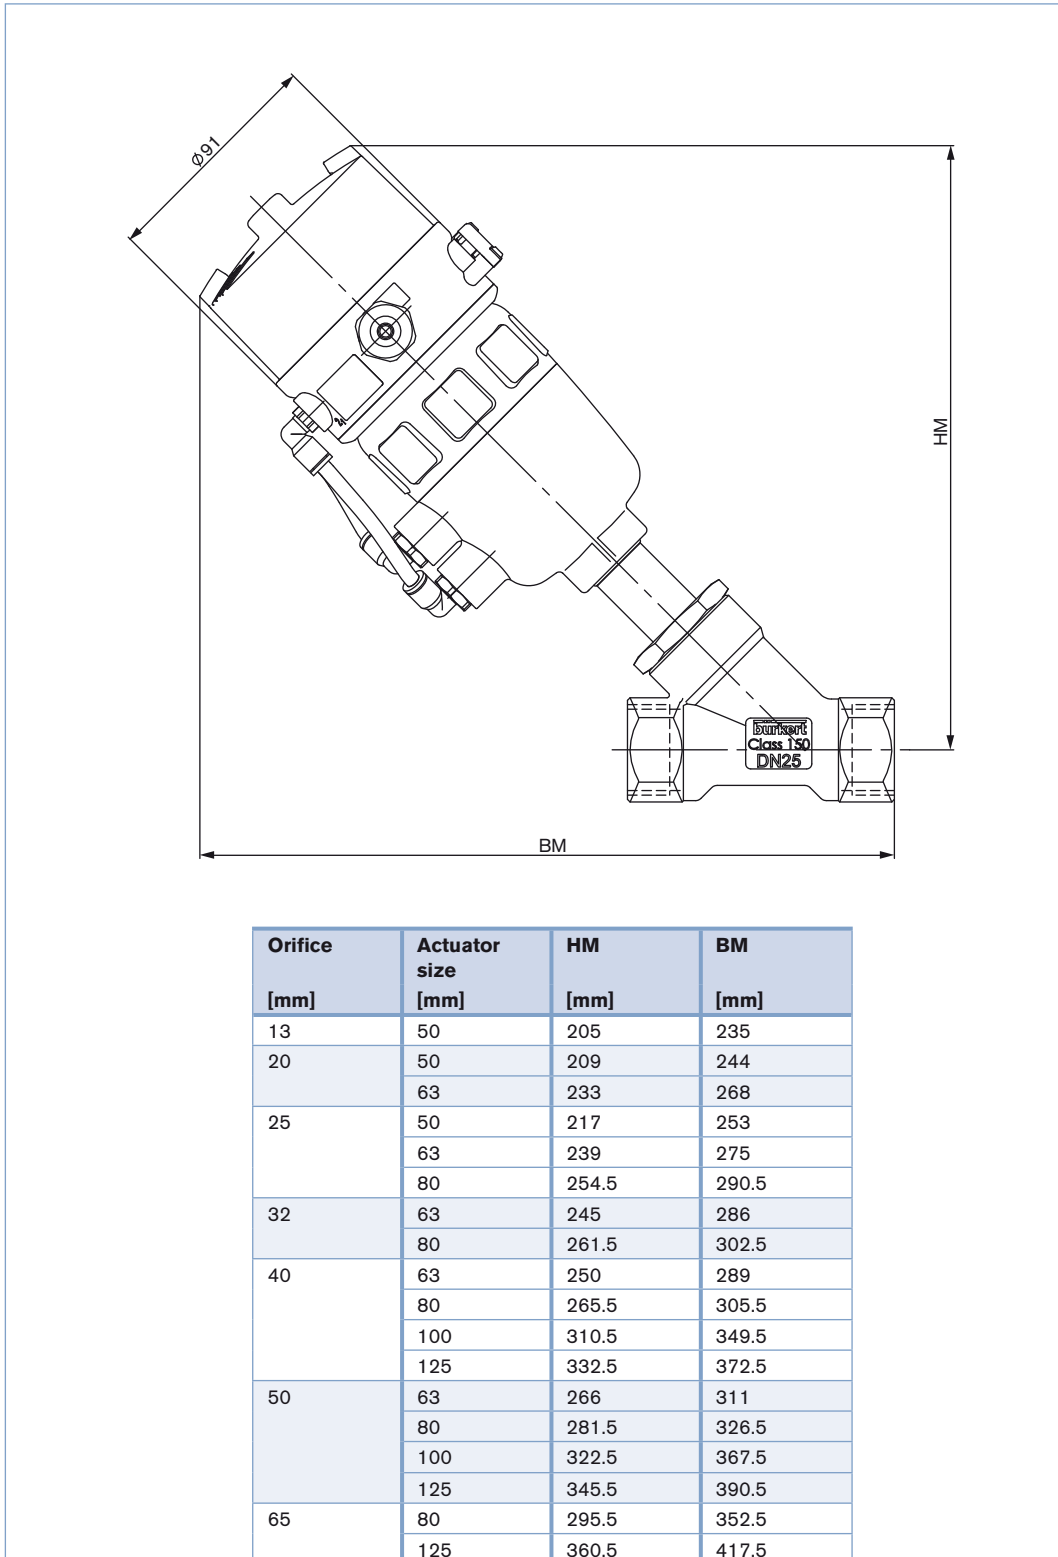 Ø91
HM
burkert
Class 150
DN25
BM
Orifice Actuator size HM BM
[mm] [mm] [mm] [mm]
13 50 205 235
20 50 209 244
63 233 268
25 50 217 253
63 239 275
80 254.5 290.5
32 63 245 286
80 261.5 302.5
40 63 250 289
80 265.5 305.5
100 310.5 349.5
125 332.5 372.5
50 63 266 311
80 281.5 326.5
100 322.5 367.5
125 345.5 390.5
65 80 295.5 352.5
125 360.5 417.5